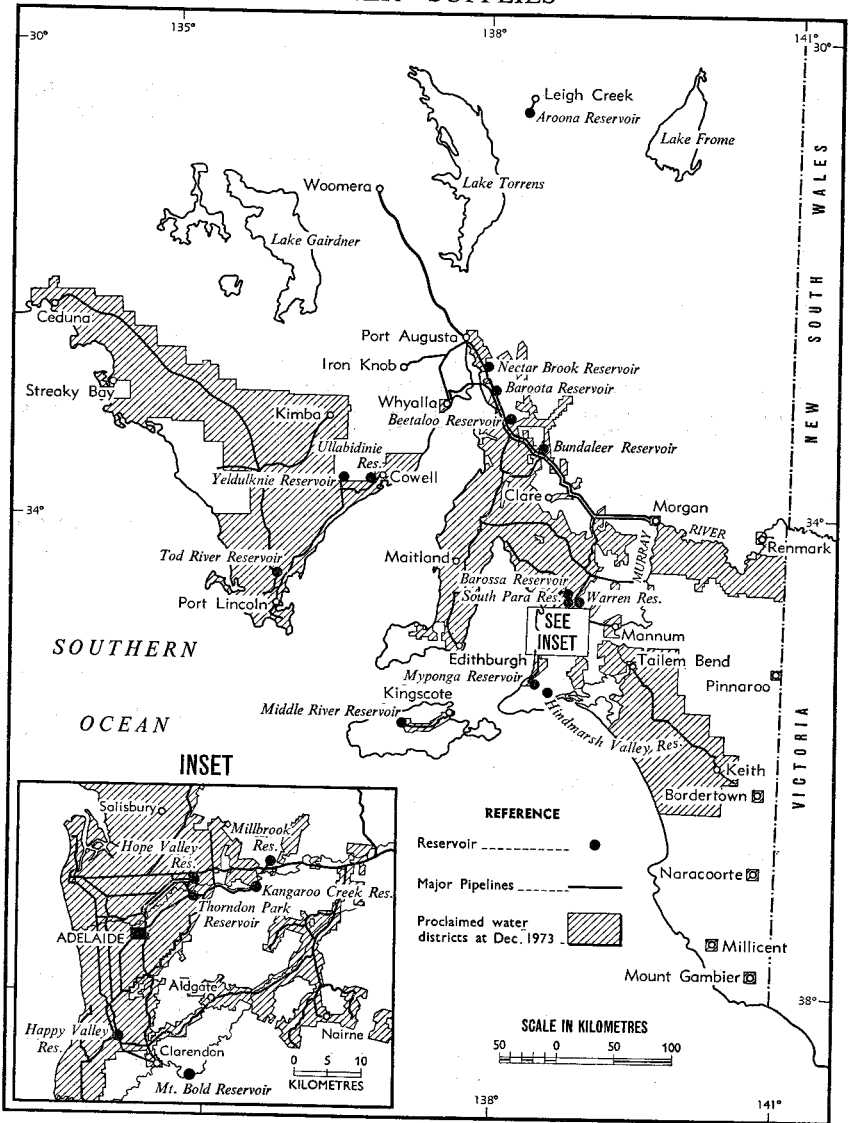 SUPPLIES
135°
138°
141°
30°
30°
Leigh Creek
Aroona Reservoir
Lake Frome
Lake Torrens
Woomera
Lake Gairdner
NEW SOUTH WALES
Ceduna
Port Augusta
Iron Knob
Nectar Brook Reservoir
Baroota Reservoir
Streaky Bay
Whyalla
Beetaloo Reservoir
Kimba
Bundaleer Reservoir
Ullabidinie
Res.
Yeldulknie Reservoir
Cowell
Clare
Morgan
34°
34°
RIVER
MURRAY
Renmark
Tod River Reservoir
Maitland
Barossa Reservoir
South Para Res.
Warren Res.
Port Lincoln
SEE
INSET
Mannum
SOUTHERN
OCEAN
Edithburgh
Tailem Bend
Myponga Reservoir
Pinnaroo
Kingscote
Middle River Reservoir
Hindmarsh Valley Res.
Keith
VICTORIA
Bordertown
INSET
Salisbury
Millbrook
Res.
Hope Valley
Res.
Kangaroo Creek Res.
Thorndon Park
Reservoir
ADELAIDE
Aldgate
Happy Valley
Res.
Nairne
Clarendon
0 5 10
KILOMETRES
Mt. Bold Reservoir
REFERENCE
Reservoir
Major Pipelines
Proclaimed water
districts at Dec. 1973
Naracoorte
Millicent
Mount Gambier
38°
SCALE IN KILOMETRES
50 0 50 100
138°
141°